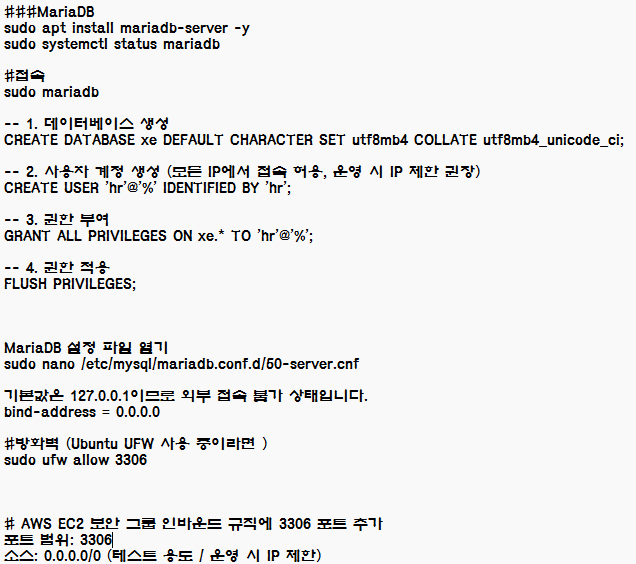 ###MariaDB
sudo apt install mariadb-server -y
sudo systemctl status mariadb
#접속
sudo mariadb
-- 1. 데이터베이스 생성
CREATE DATABASE xe DEFAULT CHARACTER SET utf8mb4 COLLATE utf8mb4_unicode_ci;
-- 2. 사용자 계정 생성 (모든 IP에서 접속 허용, 운영 시 IP 제한 권장)
CREATE USER 'hr'@'%' IDENTIFIED BY 'hr';
-- 3. 권한 부여
GRANT ALL PRIVILEGES ON xe.* TO 'hr'@'%';
-- 4. 권한 적용
FLUSH PRIVILEGES;
MariaDB 설정 파일 열기
sudo nano /etc/mysql/mariadb.conf.d/50-server.cnf
기본값은 127.0.0.1이므로 외부 접속 불가 상태입니다.
bind-address = 0.0.0.0
#방화벽 (Ubuntu UFW 사용 중이라면 )
sudo ufw allow 3306
# AWS EC2 보안 그룹 인바운드 규칙에 3306 포트 추가
포트 범위: 3306
소스: 0.0.0.0/0 (테스트 용도 / 운영 시 IP 제한)